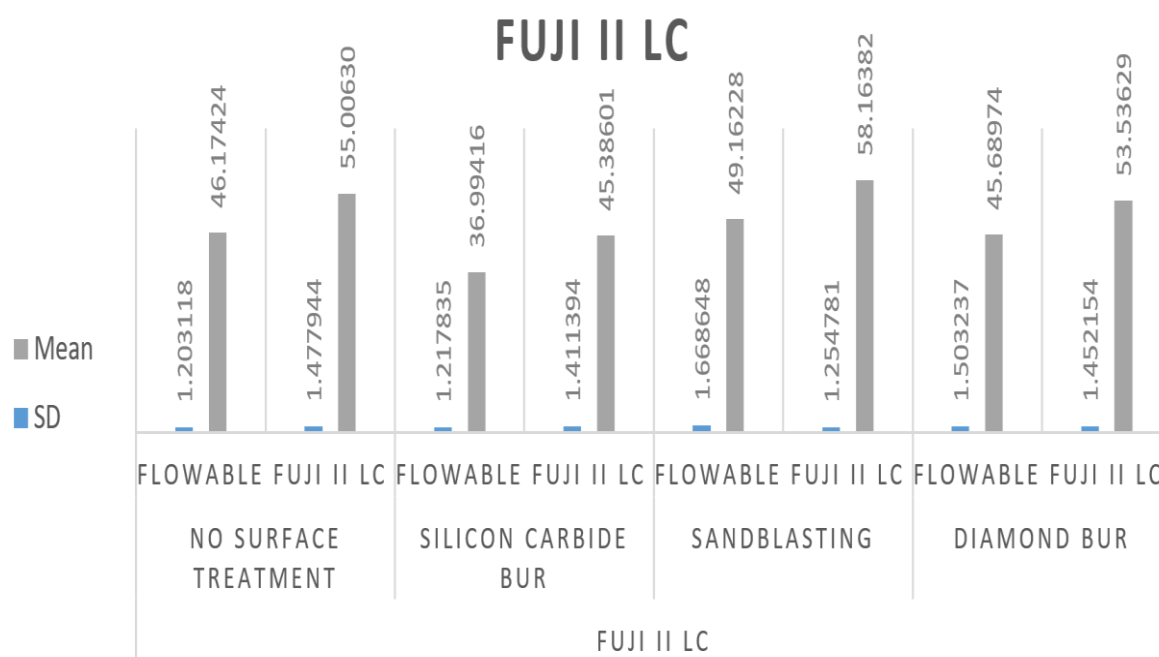 FUJI II LC
1.203118
46.17424
1.477944
55.00630
1.217835
36.99416
1.411394
45.38601
1.668648
49.16228
1.254781
58.16382
1.503237
45.68974
1.452154
53.53629
Mean
SD
FLOWABLE FUJI II LC FLOWABLE FUJI II LC FLOWABLE FUJI II LC FLOWABLE FUJI II LC
NO SURFACE
TREATMENT
SILICON CARBIDE
BUR
SANDBLASTING
DIAMOND BUR
FUJI II LC